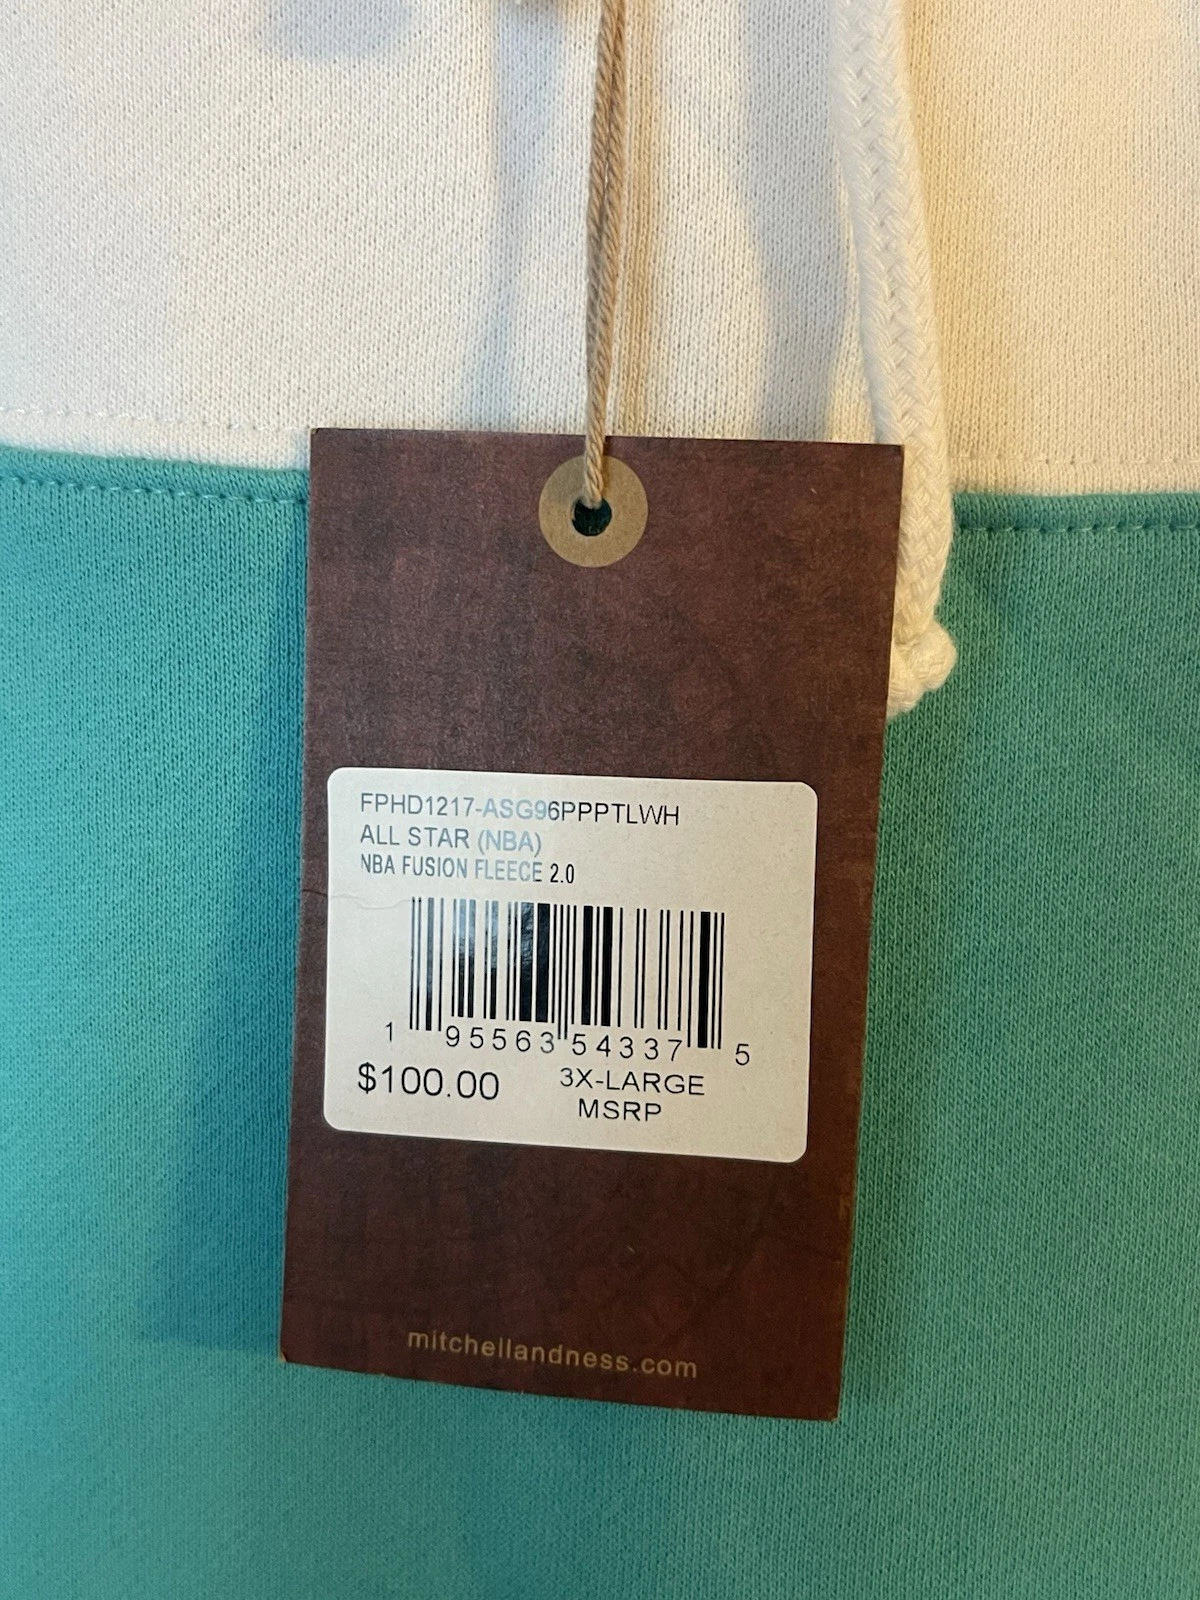 FPHD1217-ASG96PPPTLWH
ALL STAR (NBA)
NBA FUSION FLEECE 2.0
1 95563 54337 5
$100.00 3X-LARGE
MSRP
mitchellandness.com